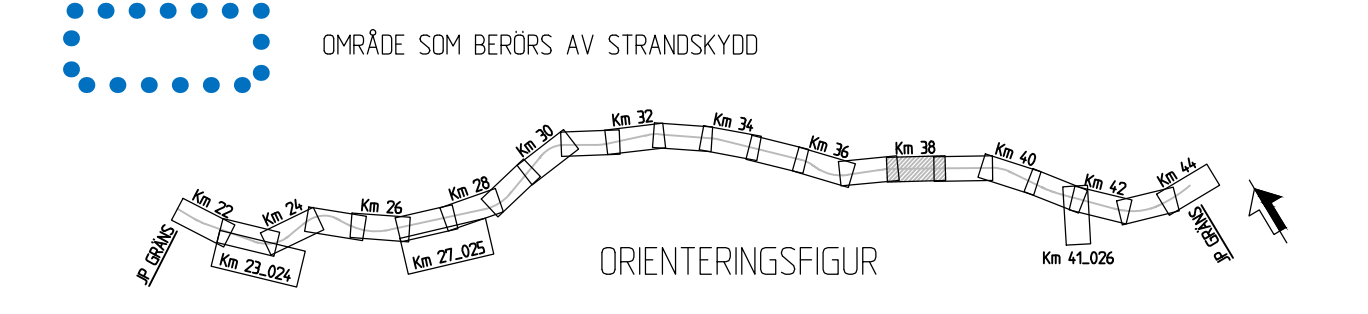 OMRÅDE SOM BERÖRS AV STRANDSKYDD
Km 22
Km 24
Km 26
Km 28
Km 30
Km 32
Km 34
Km 36
Km 38
Km 40
Km 42
Km 44
JP GRÄNS
Km 23_024
Km 27_025
ORIENTERINGSFIGUR
Km 41_026
JP GRÄNS